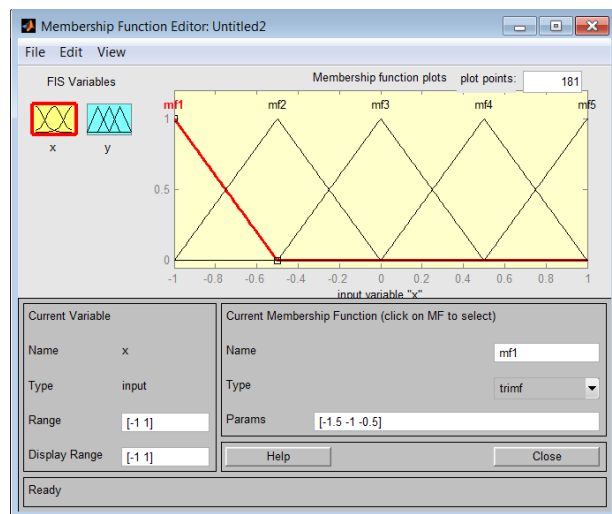 Membership Function Editor: Untitled2
File Edit View
FIS Variables
Membership function plots plot points: 181
mf1 mf2 mf3 mf4 mf5
1
0.5
0
-1 -0.8 -0.6 -0.4 -0.2 0 0.2 0.4 0.6 0.8 1
input variable "x"
x y
Current Variable
Name x
Type input
Range [-1 1]
Display Range [-1 1]
Current Membership Function (click on MF to select)
Name mf1
Type trimf
Params [-1.5 -1 -0.5]
Help Close
Ready